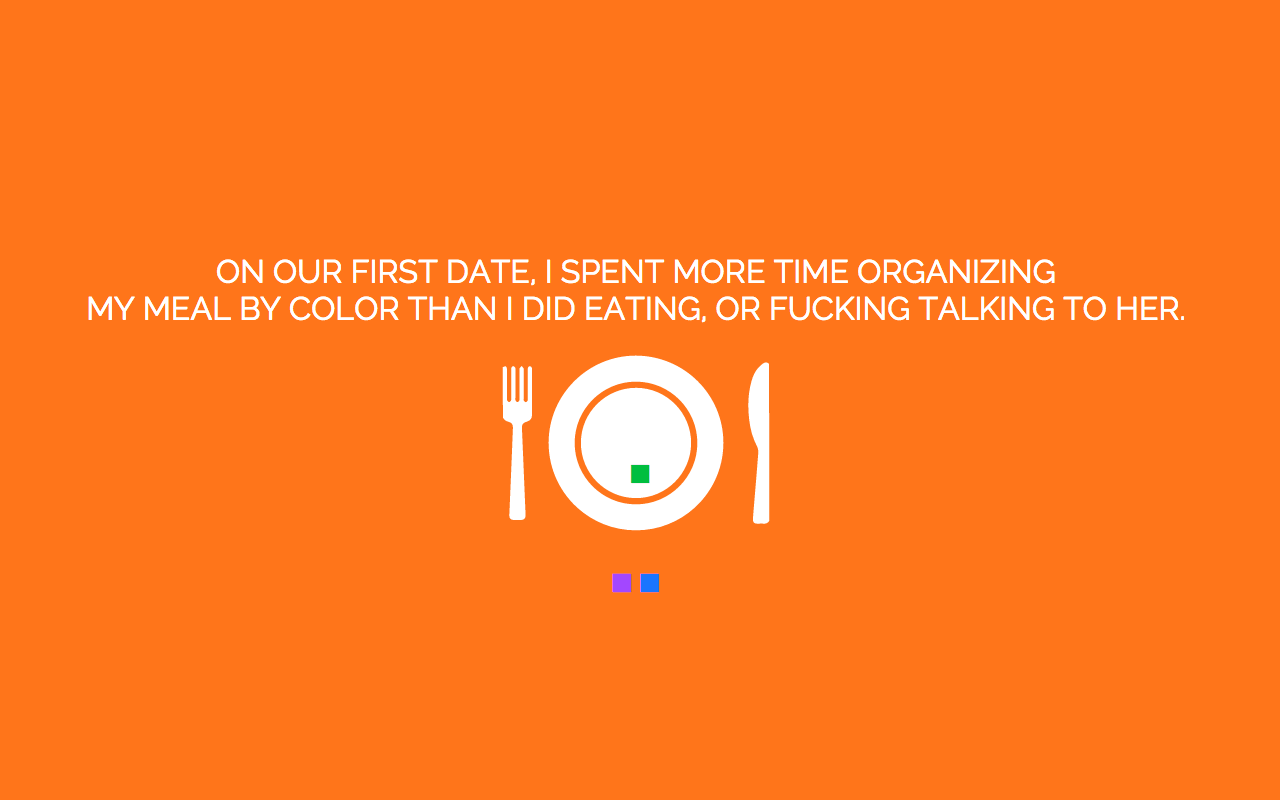 ON OUR FIRST DATE, I SPENT MORE TIME ORGANIZING
MY MEAL BY COLOR THAN I DID EATING, OR FUCKING TALKING TO HER.